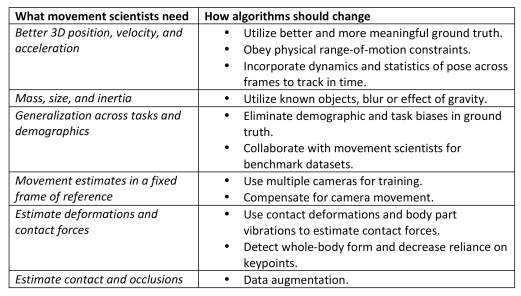 What movement scientists need How algorithms should change
Better 3D position, velocity, and
acceleration
• Utilize better and more meaningful ground truth.
• Obey physical range-of-motion constraints.
• Incorporate dynamics and statistics of pose across
frames to track in time.
Mass, size, and inertia
• Utilize known objects, blur or effect of gravity.
Generalization across tasks and
demographics
• Eliminate demographic and task biases in ground
truth.
• Collaborate with movement scientists for
benchmark datasets.
Movement estimates in a fixed
frame of reference
• Use multiple cameras for training.
• Compensate for camera movement.
Estimate deformations and
contact forces
• Use contact deformations and body part
vibrations to estimate contact forces.
• Detect whole-body form and decrease reliance on
keypoints.
Estimate contact and occlusions
• Data augmentation.